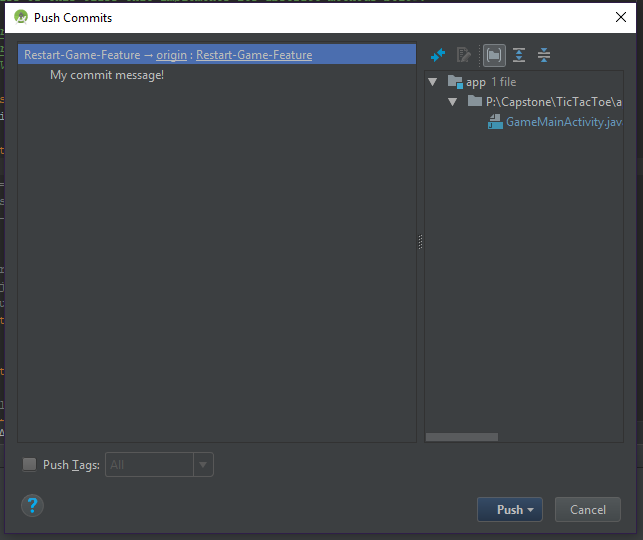 Push Commits
Restart-Game-Feature → origin : Restart-Game-Feature
My commit message!
app 1 file
P:\Capstone\TicTacToe\a
GameMainActivity.java
Push Tags: All
?
Push
Cancel